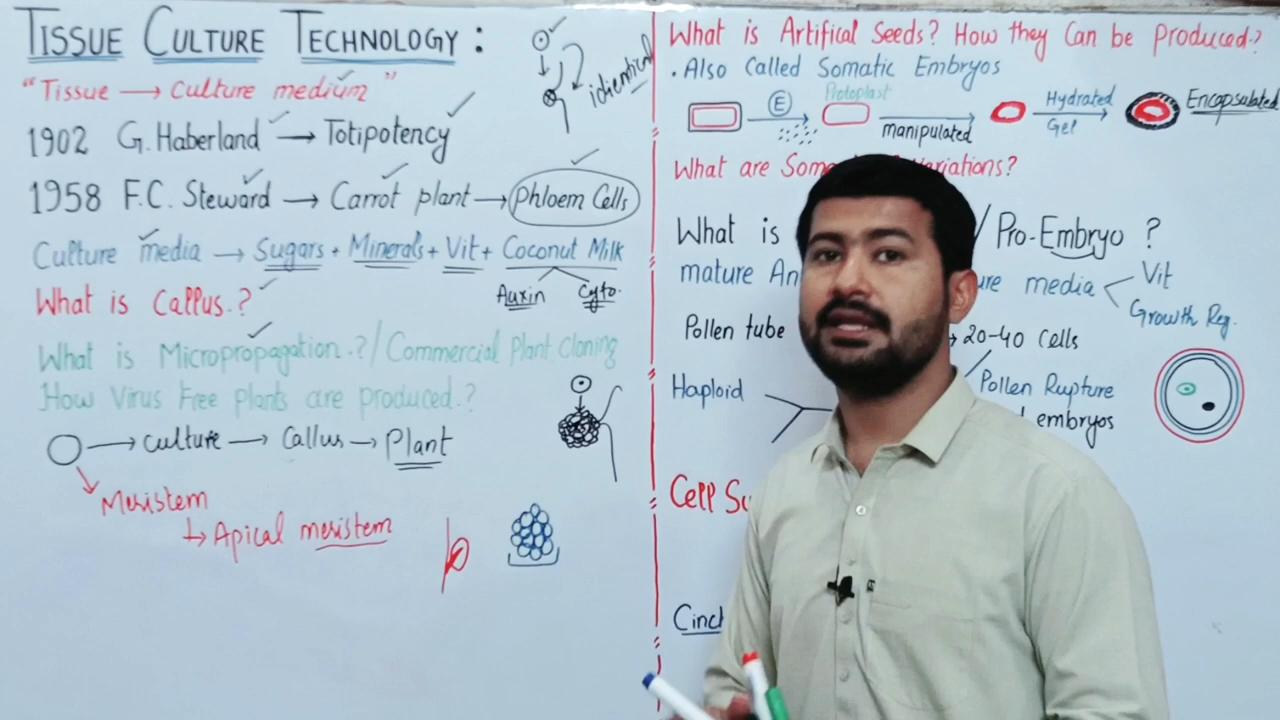 TISSUE CULTURE TECHNOLOGY :
"Tissue → Culture medium"
1902 G. Haberland → Totipotency
1958 F.C. Steward → Carrot plant → Phloem Cells
Culture media → Sugars + Minerals + Vit + Coconut Milk
Auxin Cyto.
What is Callus.?
What is Micropropagation.?/Commercial Plant Cloning
How Virus Free plants are produced.?
→ culture → Callus → Plant
Meristem
↳ Apical meristem
identical
What is Artifical Seeds? How they Can be produced.?
• Also Called Somatic Embryos
E Protoplast manipulated Hydrated Gel Encapsulated
What are Som Variations?
What is / Pro-Embryo ?
mature An ure media Vit
Growth Reg.
Pollen tube → 20-40 Cells
Haploid Pollen Rupture
embryos
Cell Su
Cinch